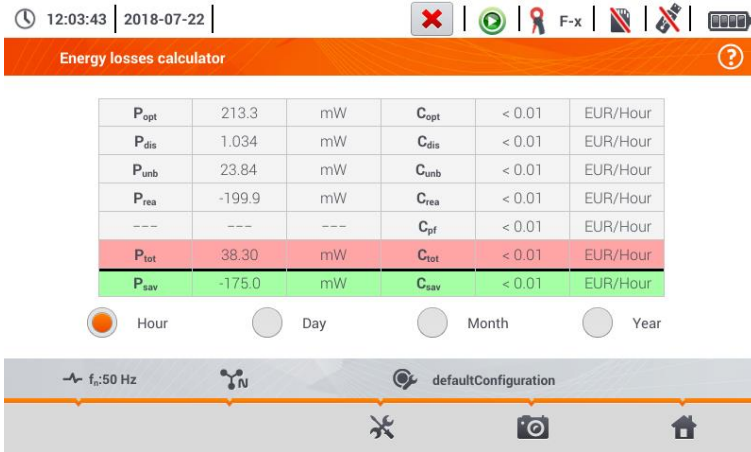 12:03:43 2018-07-22 F-x
Energy losses calculator ?
Popt 213.3 mW Copt < 0.01 EUR/Hour
Pdis 1.034 mW Cdis < 0.01 EUR/Hour
Punb 23.84 mW Cunb < 0.01 EUR/Hour
Prea -199.9 mW Crea < 0.01 EUR/Hour
--- --- --- Cpf < 0.01 EUR/Hour
Ptot 38.30 mW Ctot < 0.01 EUR/Hour
Psav -175.0 mW Csav < 0.01 EUR/Hour
Hour Day Month Year
fn:50 Hz N defaultConfiguration